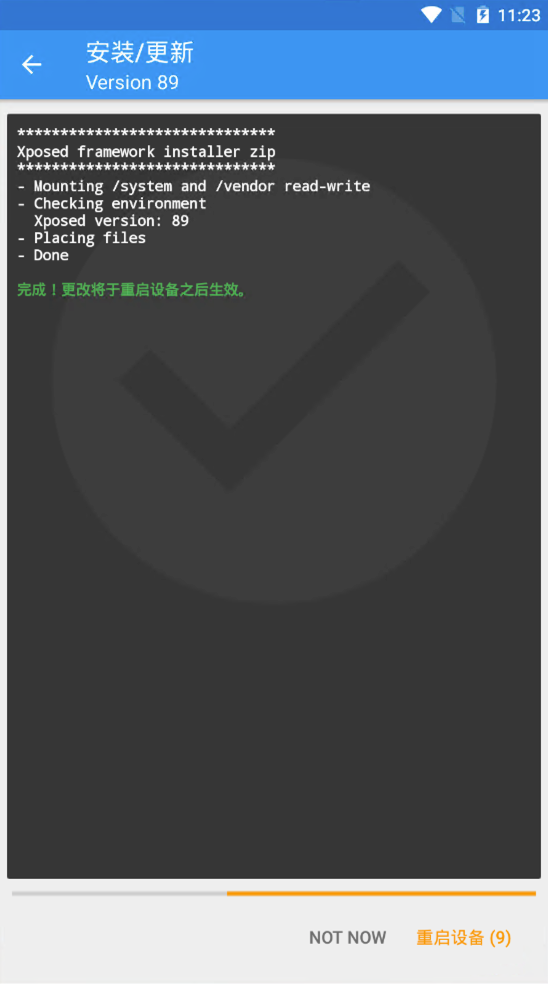 11:23
安装/更新
Version 89
******************************
Xposed framework installer zip
******************************
- Mounting /system and /vendor read-write
- Checking environment
  Xposed version: 89
- Placing files
- Done
完成！更改将于重启设备之后生效。
NOT NOW
重启设备 (9)